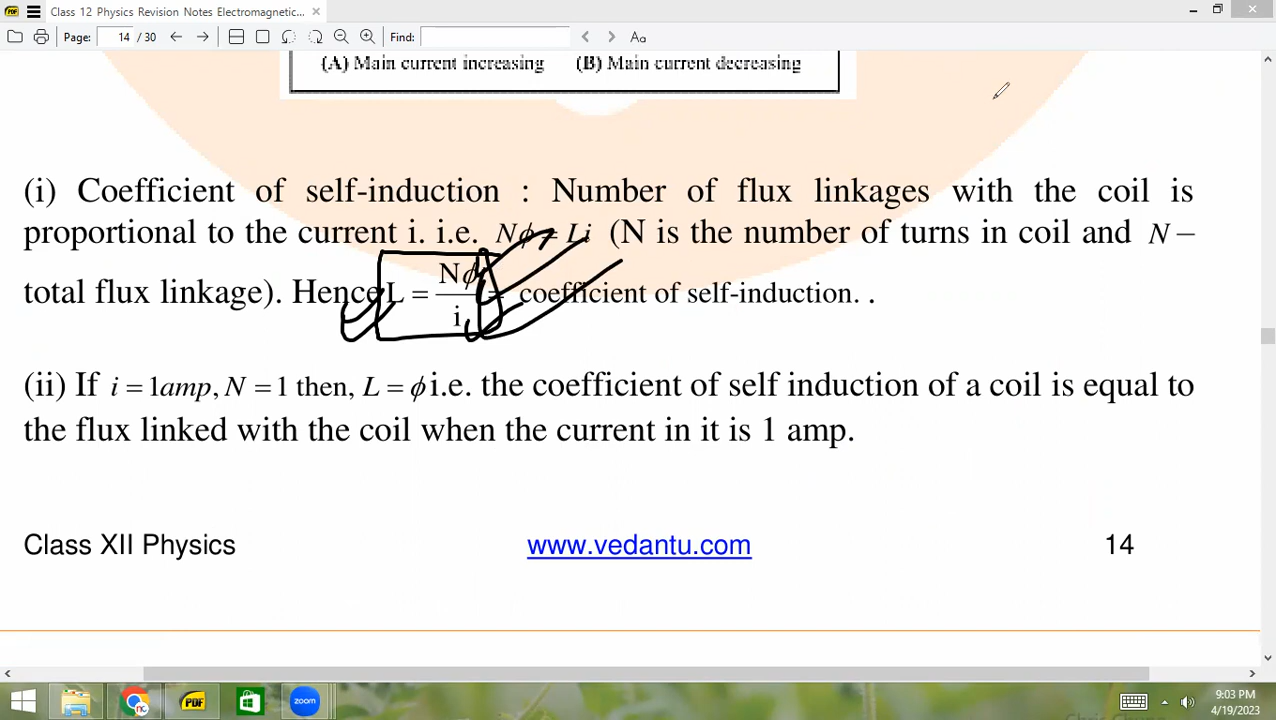 Class 12 Physics Revision Notes Electromagnetic...
Page: 14 / 30 Find: Aa
(A) Main current increasing (B) Main current decreasing
(i) Coefficient of self-induction : Number of flux linkages with the coil is
proportional to the current i. i.e. Nϕ = Li (N is the number of turns in coil and N −
total flux linkage). Hence L = Nϕ/i = coefficient of self-induction. .
(ii) If i = 1amp, N = 1 then, L = ϕ i.e. the coefficient of self induction of a coil is equal to
the flux linked with the coil when the current in it is 1 amp.
Class XII Physics www.vedantu.com 14
PDF zoom
9:03 PM
4/19/2023